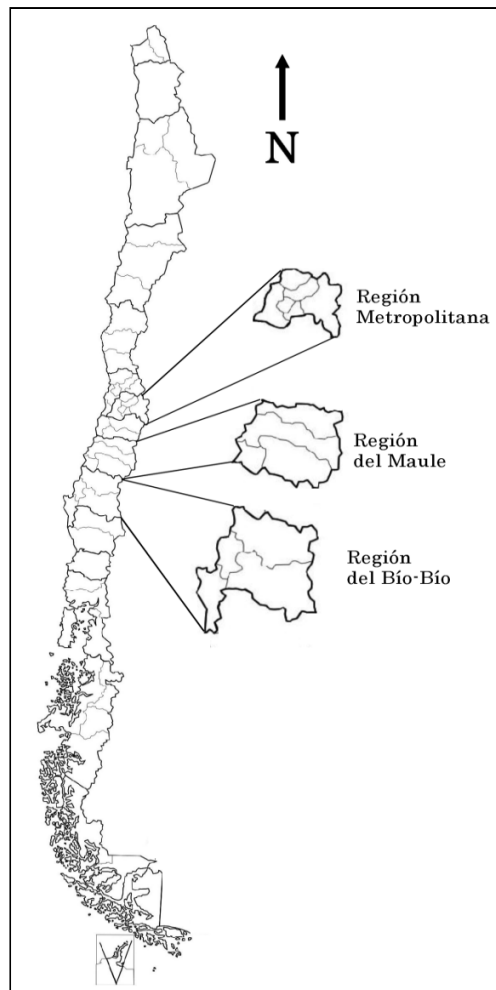 N
Región
Metropolitana
Región
del Maule
Región
del Bío-Bío